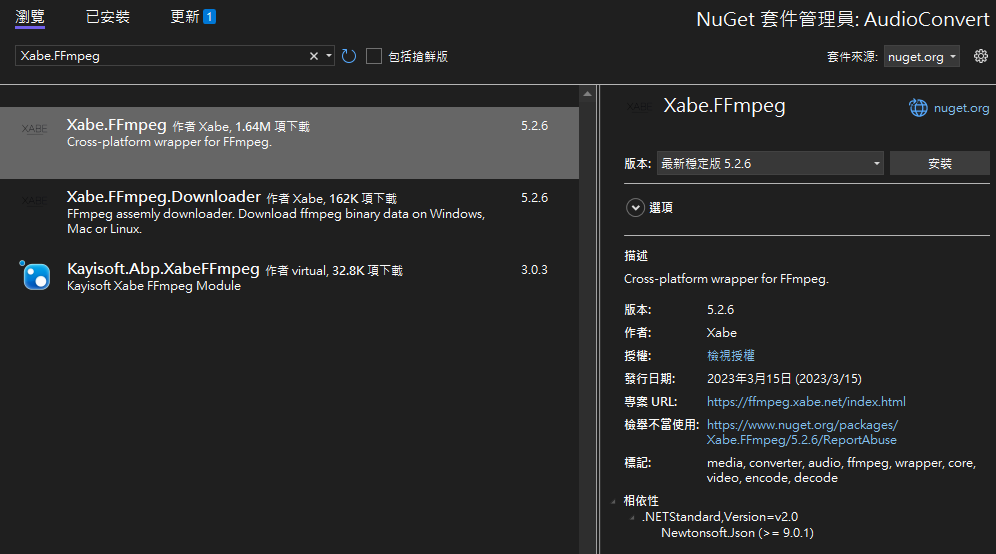 瀏覽 已安裝 更新 1
NuGet 套件管理員: AudioConvert
Xabe.FFmpeg
包括搶鮮版
套件來源: nuget.org
XABE
Xabe.FFmpeg 作者 Xabe, 1.64M 項下載 5.2.6
Cross-platform wrapper for FFmpeg.
XABE
Xabe.FFmpeg.Downloader 作者 Xabe, 162K 項下載 5.2.6
FFmpeg assemly downloader. Download ffmpeg binary data on Windows,
Mac or Linux.
Kayisoft.Abp.XabeFFmpeg 作者 virtual, 32.8K 項下載 3.0.3
Kayisoft Xabe FFmpeg Module
XABE
Xabe.FFmpeg
nuget.org
版本: 最新穩定版 5.2.6 安裝
選項
描述
Cross-platform wrapper for FFmpeg.
版本: 5.2.6
作者: Xabe
授權: 檢視授權
發行日期: 2023年3月15日 (2023/3/15)
專案 URL: https://ffmpeg.xabe.net/index.html
檢舉不當使用: https://www.nuget.org/packages/
Xabe.FFmpeg/5.2.6/ReportAbuse
標記: media, converter, audio, ffmpeg, wrapper, core,
video, encode, decode
相依性
.NETStandard,Version=v2.0
Newtonsoft.Json (>= 9.0.1)